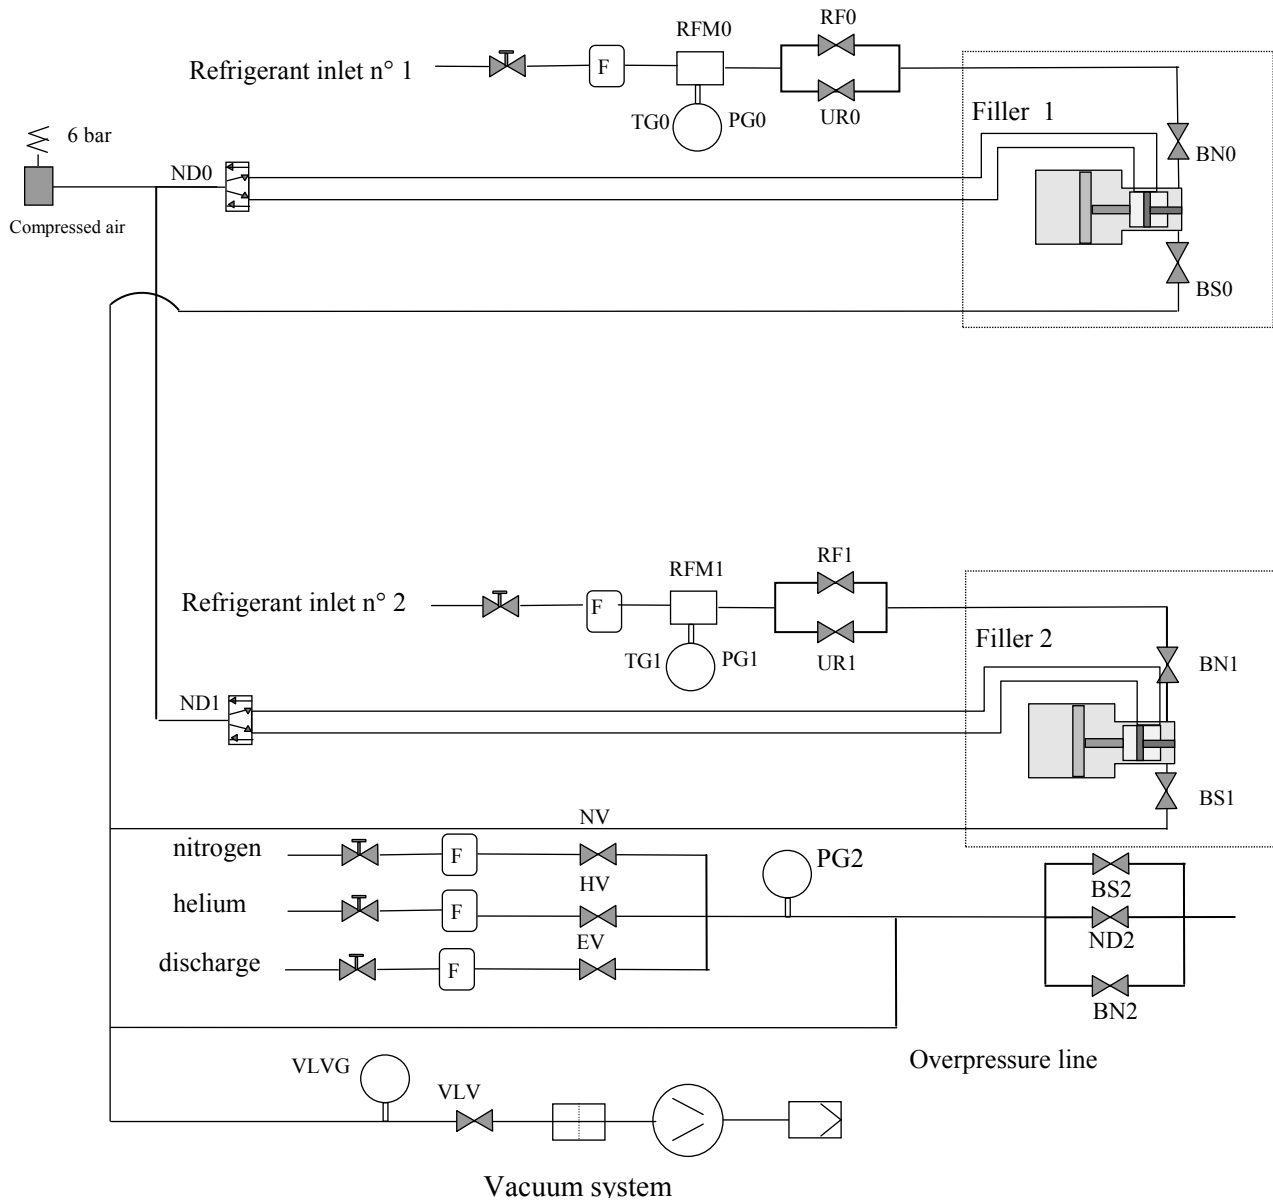 RF0
RFM0
Refrigerant inlet n° 1
F
TG0
PG0
UR0
Filler 1
6 bar
BN0
ND0
Compressed air
BS0
RF1
RFM1
Refrigerant inlet n° 2
F
Filler 2
TG1
PG1
UR1
BN1
ND1
BS1
NV
nitrogen
F
PG2
HV
BS2
helium
F
ND2
EV
discharge
F
BN2
Overpressure line
VLVG
VLV
Vacuum system